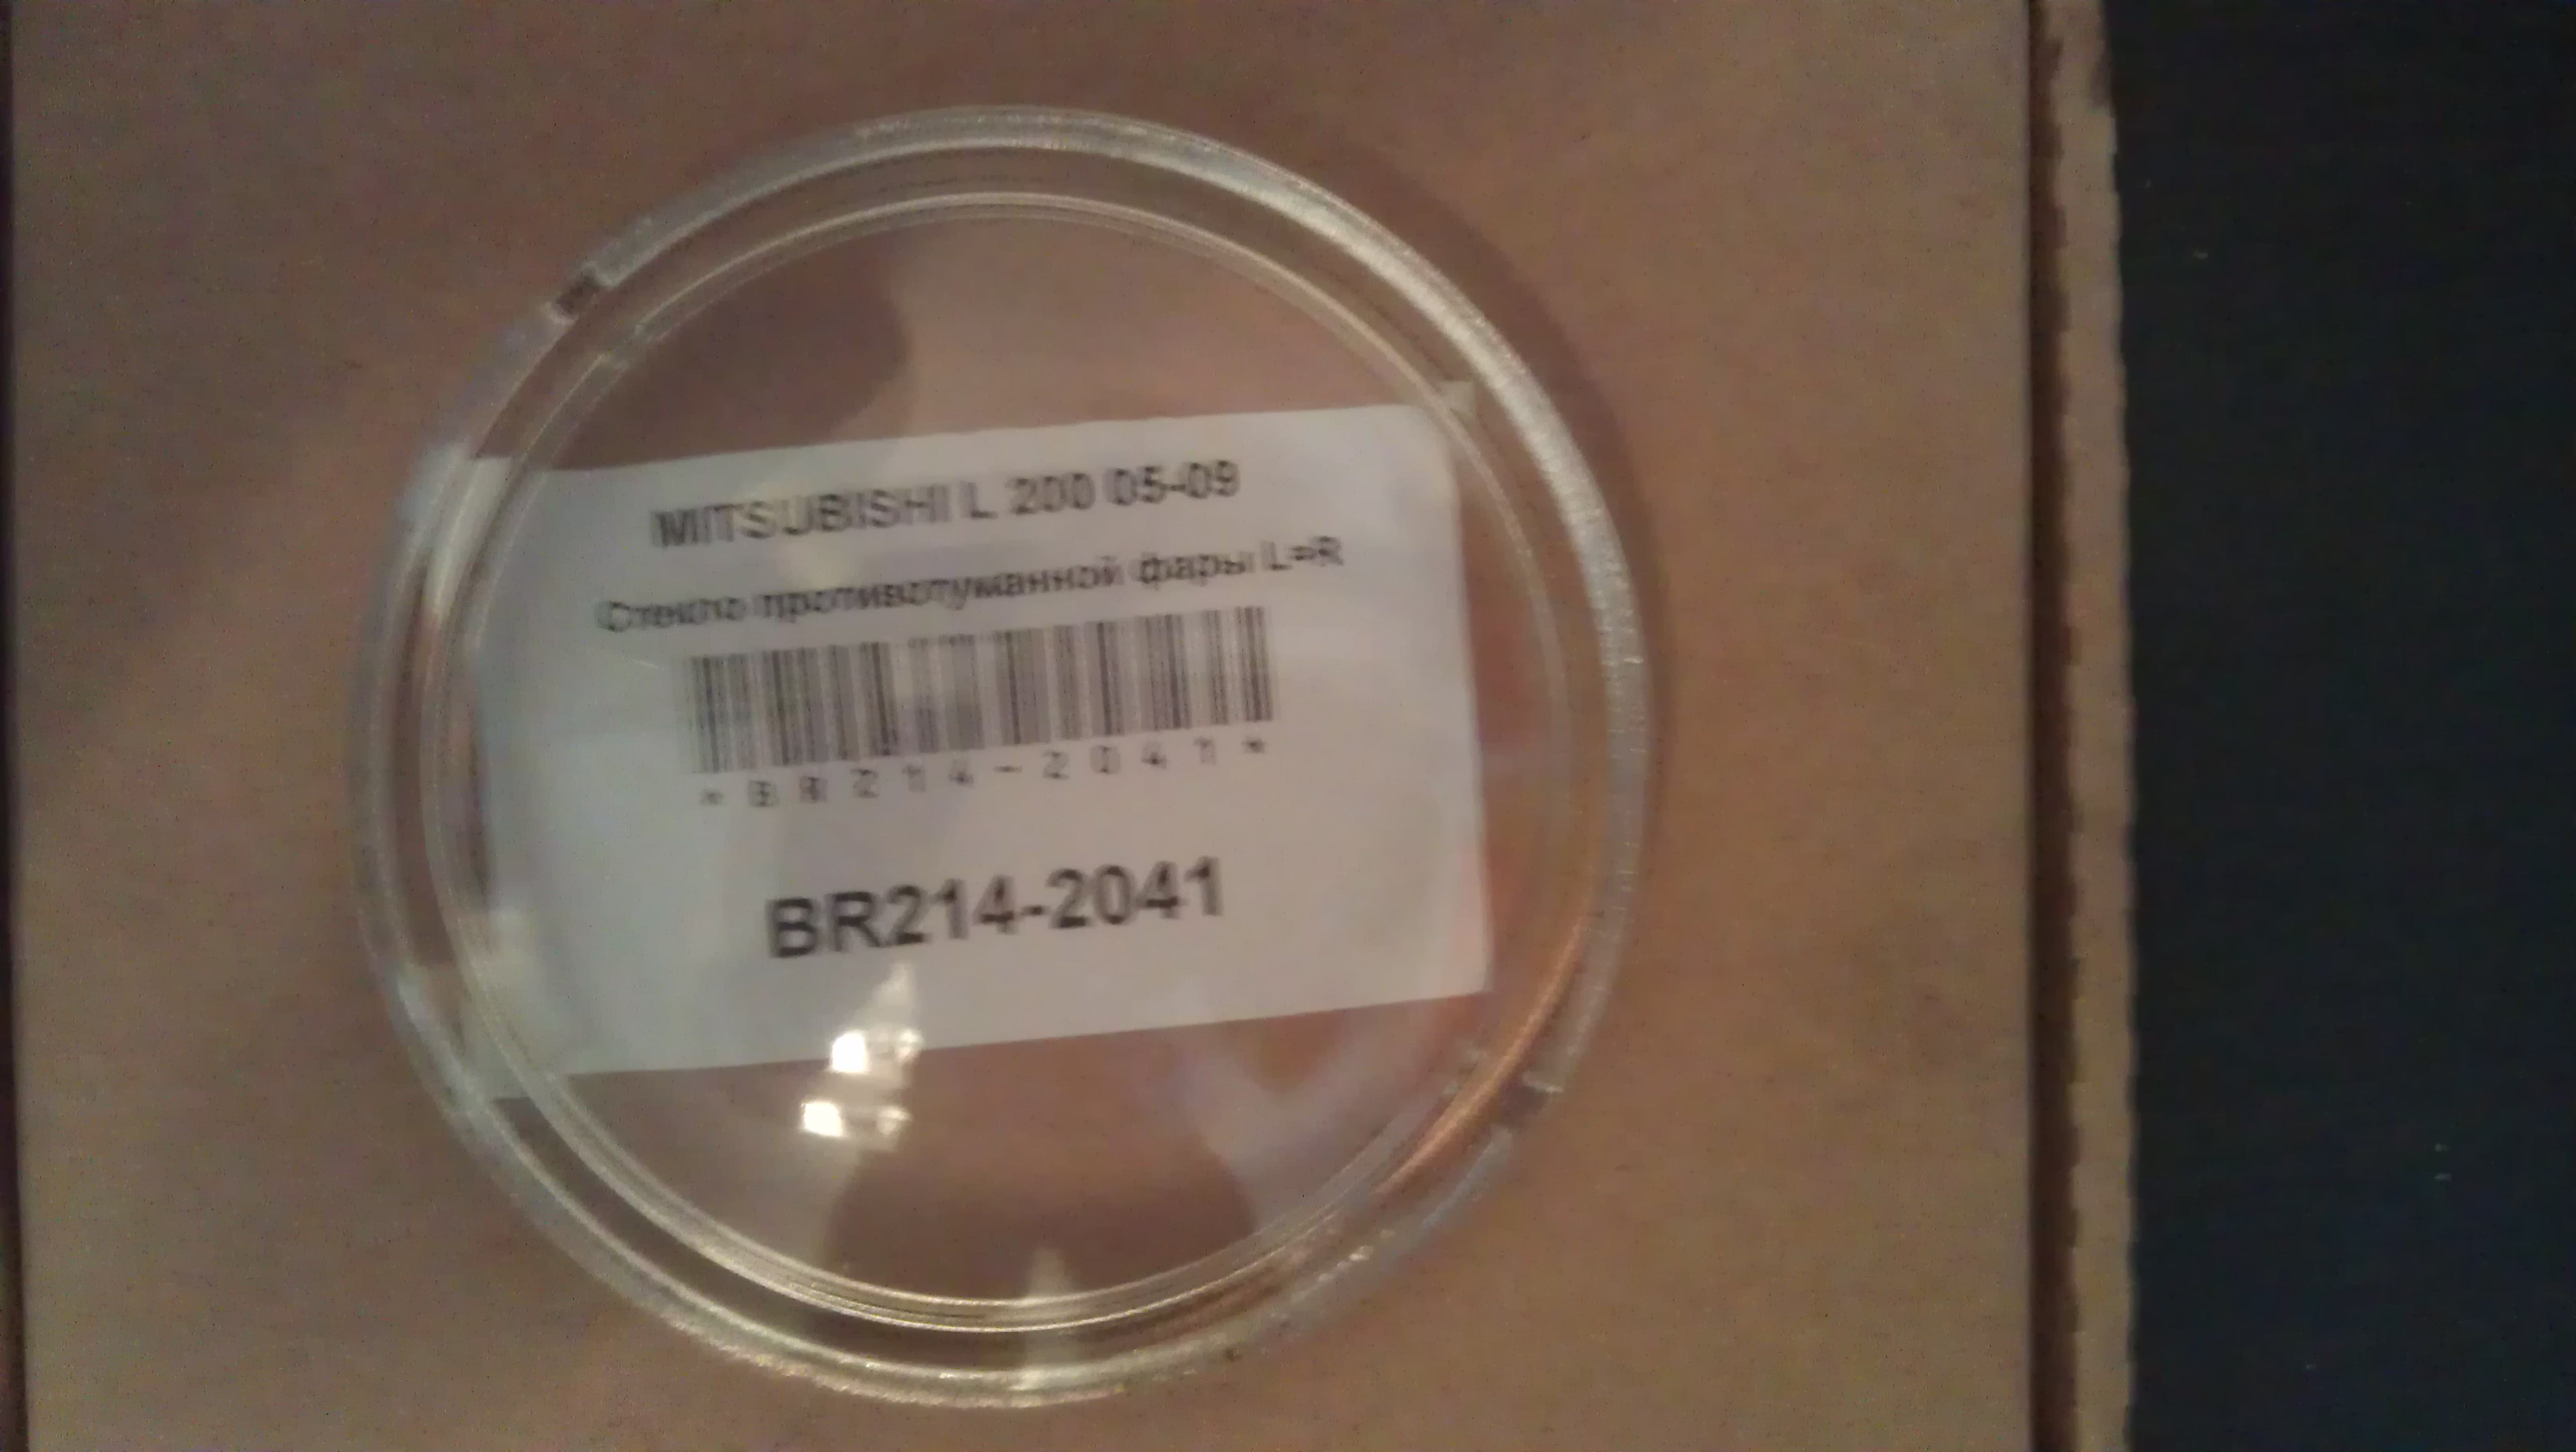 MITSUBISHI L 200 05-09
Стекло противотуманной фары L=R
*BR214-2041*
BR214-2041